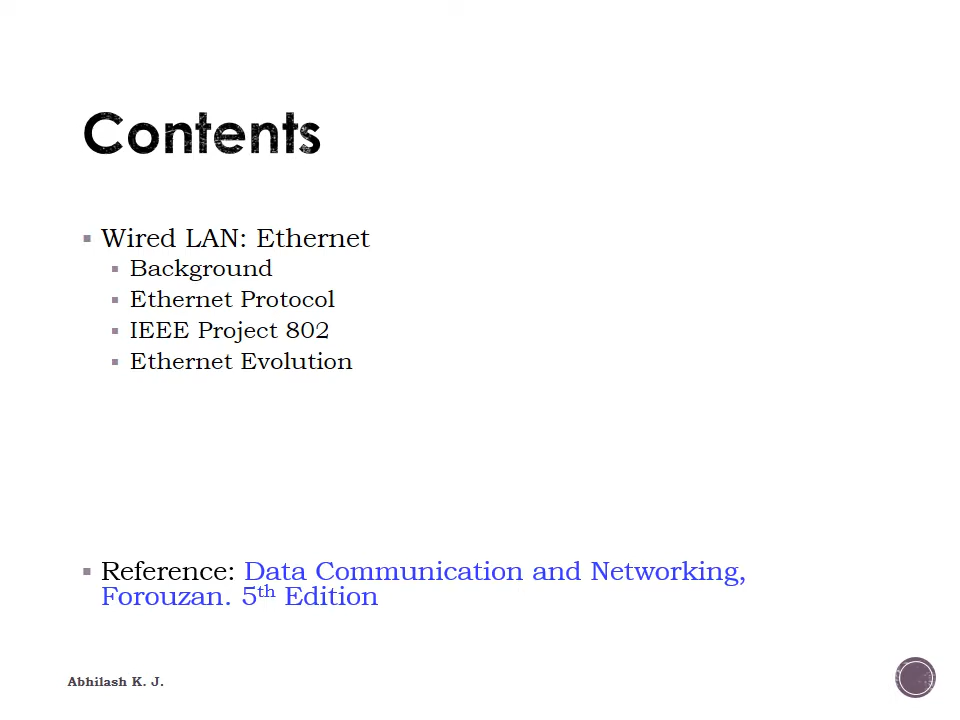 Contents
Wired LAN: Ethernet
Background
Ethernet Protocol
IEEE Project 802
Ethernet Evolution
Reference: Data Communication and Networking,
Forouzan. 5th Edition
Abhilash K. J.